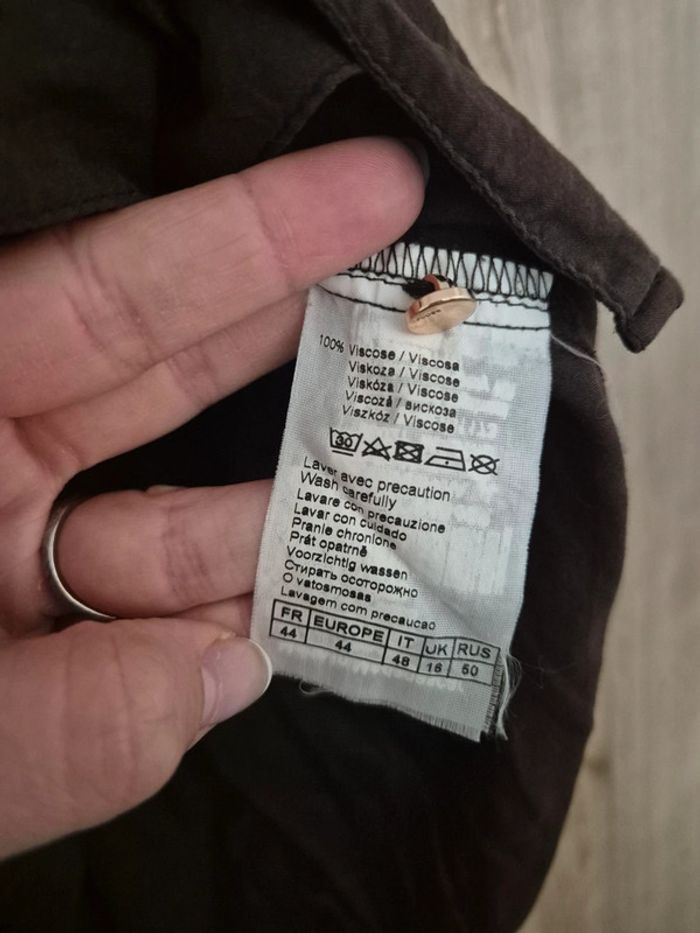 100% Viscose / Viscosa
Viskoza / Viscose
Viskóza / Viscose
Viscoză / вискоза
Viszkóz / Viscose
30
Laver avec precaution
Wash carefully
Lavare con precauzione
Lavar con cuidado
Pranie chronione
Prát opatrně
Voorzichtig wassen
Стирать осоторожно
O vatosmosas
Lavagem com precaucao
FR EUROPE IT UK RUS
44 44 48 16 50